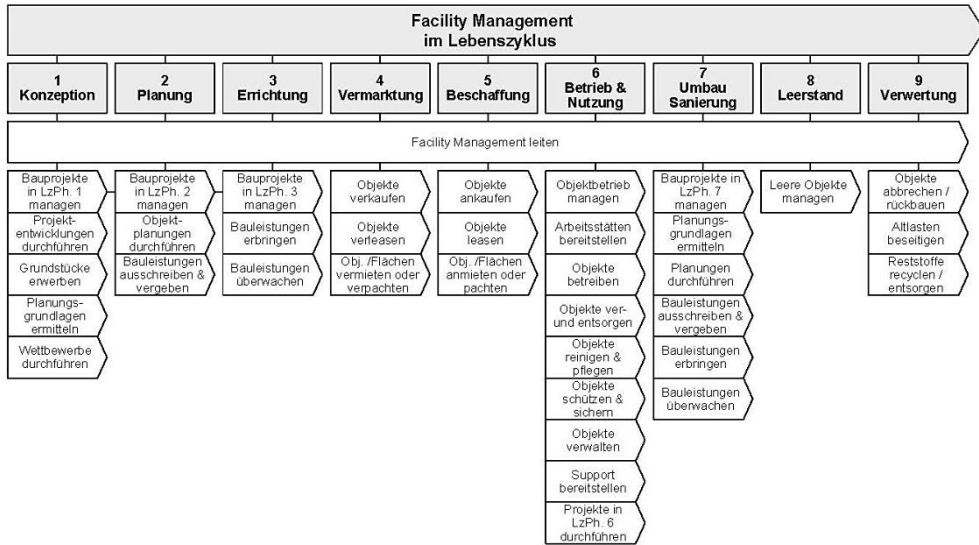 Facility Management
im Lebenszyklus
1
Konzeption
2
Planung
3
Errichtung
4
Vermarktung
5
Beschaffung
6
Betrieb &
Nutzung
7
Umbau
Sanierung
8
Leerstand
9
Verwertung
Facility Management leiten
Bauprojekte
in LzPh. 1
managen
Projekt-
entwicklungen
durchführen
Grundstücke
erwerben
Planungs-
grundlagen
ermitteln
Wettbewerbe
durchführen
Bauprojekte
in LzPh. 2
managen
Objekt-
planungen
durchführen
Bauleistungen
ausschreiben &
vergeben
Bauprojekte
in LzPh. 3
managen
Bauleistungen
erbringen
Bauleistungen
überwachen
Objekte
verkaufen
Objekte
verleasen
Obj. /Flächen
vermieten oder
verpachten
Objekte
ankaufen
Objekte
leasen
Obj. /Flächen
anmieten oder
pachten
Objektbetrieb
managen
Arbeitsstätten
bereitstellen
Objekte
betreiben
Objekte ver-
und entsorgen
Objekte
reinigen &
pflegen
Objekte
schützen &
sichern
Objekte
verwalten
Support
bereitstellen
Projekte in
LzPh. 6
durchführen
Bauprojekte in
LzPh. 7
managen
Planungs-
grundlagen
ermitteln
Planungen
durchführen
Bauleistungen
ausschreiben &
vergeben
Bauleistungen
erbringen
Bauleistungen
überwachen
Leere Objekte
managen
Objekte
abbrechen /
rückbauen
Altlasten
beseitigen
Reststoffe
recyclen /
entsorgen